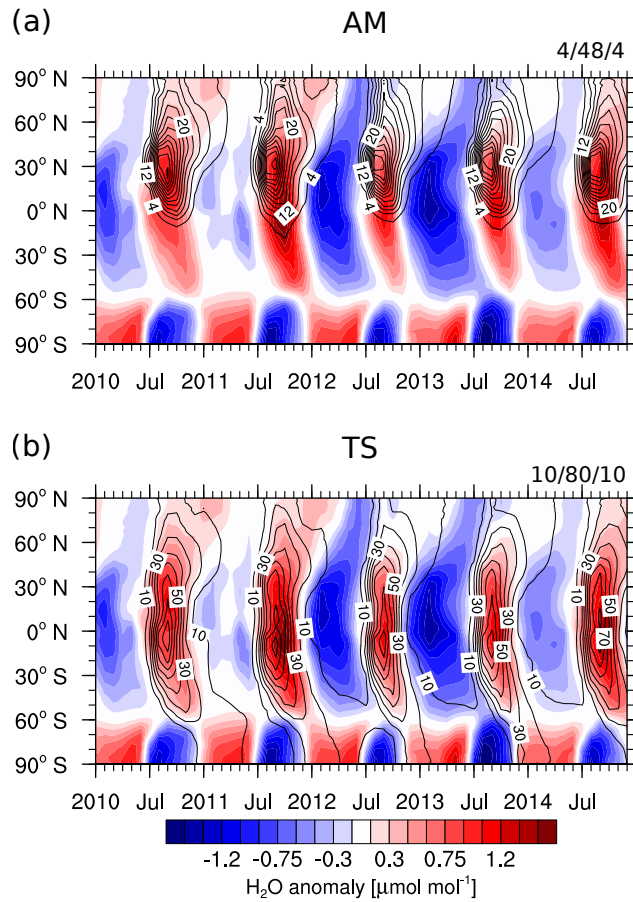 (a) AM
4/48/4
90° N
60° N
30° N
0° N
30° S
60° S
90° S
4 20 12 4
4 20 12 4 12
20 12 4
20 4
12 20
2010 Jul 2011 Jul 2012 Jul 2013 Jul 2014 Jul
(b) TS
10/80/10
90° N
60° N
30° N
0° N
30° S
60° S
90° S
30 10 50 10 30
30 10 10 30
50 10 30 10
30 30 50 10 30
30 10 50 70
2010 Jul 2011 Jul 2012 Jul 2013 Jul 2014 Jul
-1.2 -0.75 -0.3 0.3 0.75 1.2
H₂O anomaly [μmol mol⁻¹]